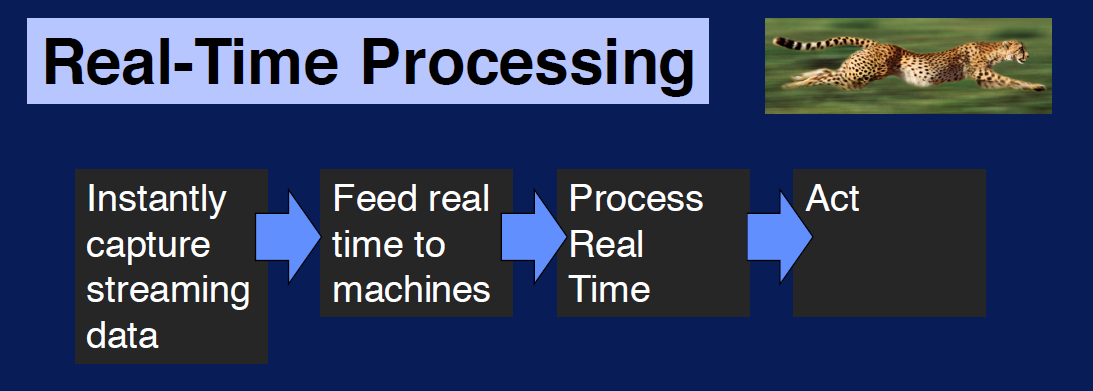 Real-Time Processing
Instantly
capture
streaming
data
Feed real
time to
machines
Process
Real
Time
Act